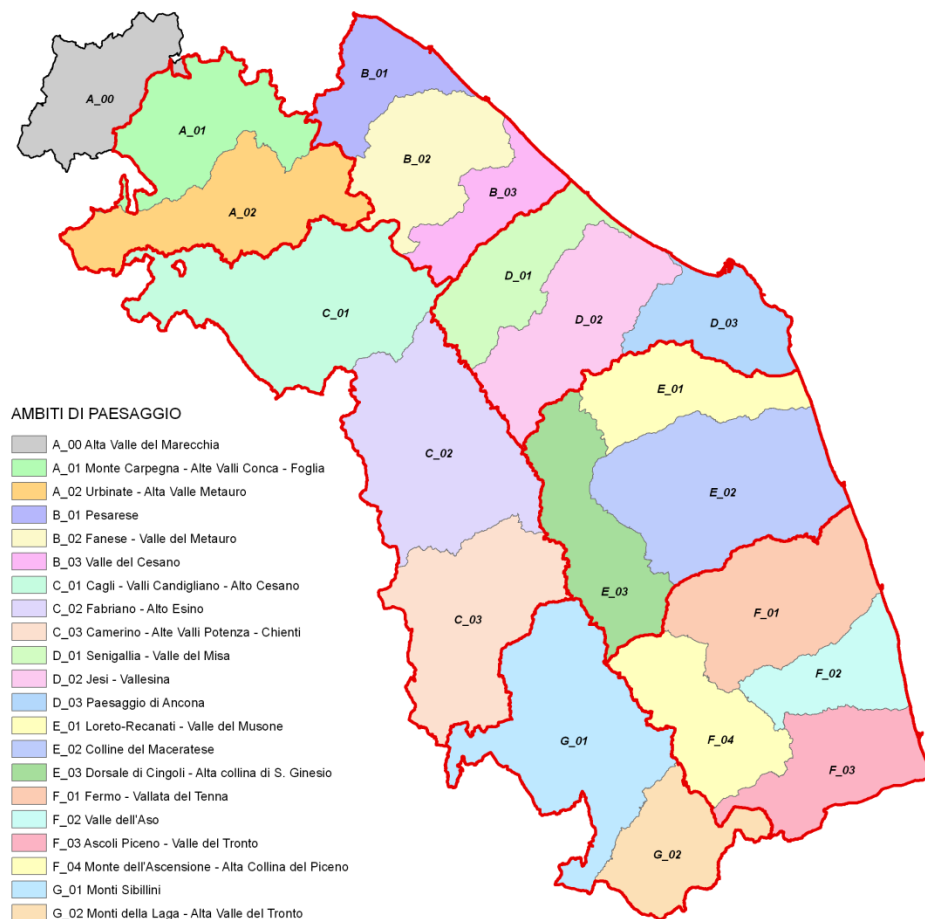 A_00
A_01
A_02
B_01
B_02
B_03
C_01
D_01
D_02
D_03
E_01
C_02
E_02
E_03
C_03
F_01
F_02
G_01
F_04
F_03
G_02
AMBITI DI PAESAGGIO
A_00 Alta Valle del Marecchia
A_01 Monte Carpegna - Alte Valli Conca - Foglia
A_02 Urbinate - Alta Valle Metauro
B_01 Pesarese
B_02 Fanese - Valle del Metauro
B_03 Valle del Cesano
C_01 Cagli - Valli Candigliano - Alto Cesano
C_02 Fabriano - Alto Esino
C_03 Camerino - Alte Valli Potenza - Chienti
D_01 Senigallia - Valle del Misa
D_02 Jesi - Vallesina
D_03 Paesaggio di Ancona
E_01 Loreto-Recanati - Valle del Musone
E_02 Colline del Maceratese
E_03 Dorsale di Cingoli - Alta collina di S. Ginesio
F_01 Fermo - Vallata del Tenna
F_02 Valle dell'Aso
F_03 Ascoli Piceno - Valle del Tronto
F_04 Monte dell'Ascensione - Alta Collina del Piceno
G_01 Monti Sibillini
G_02 Monti della Laga - Alta Valle del Tronto